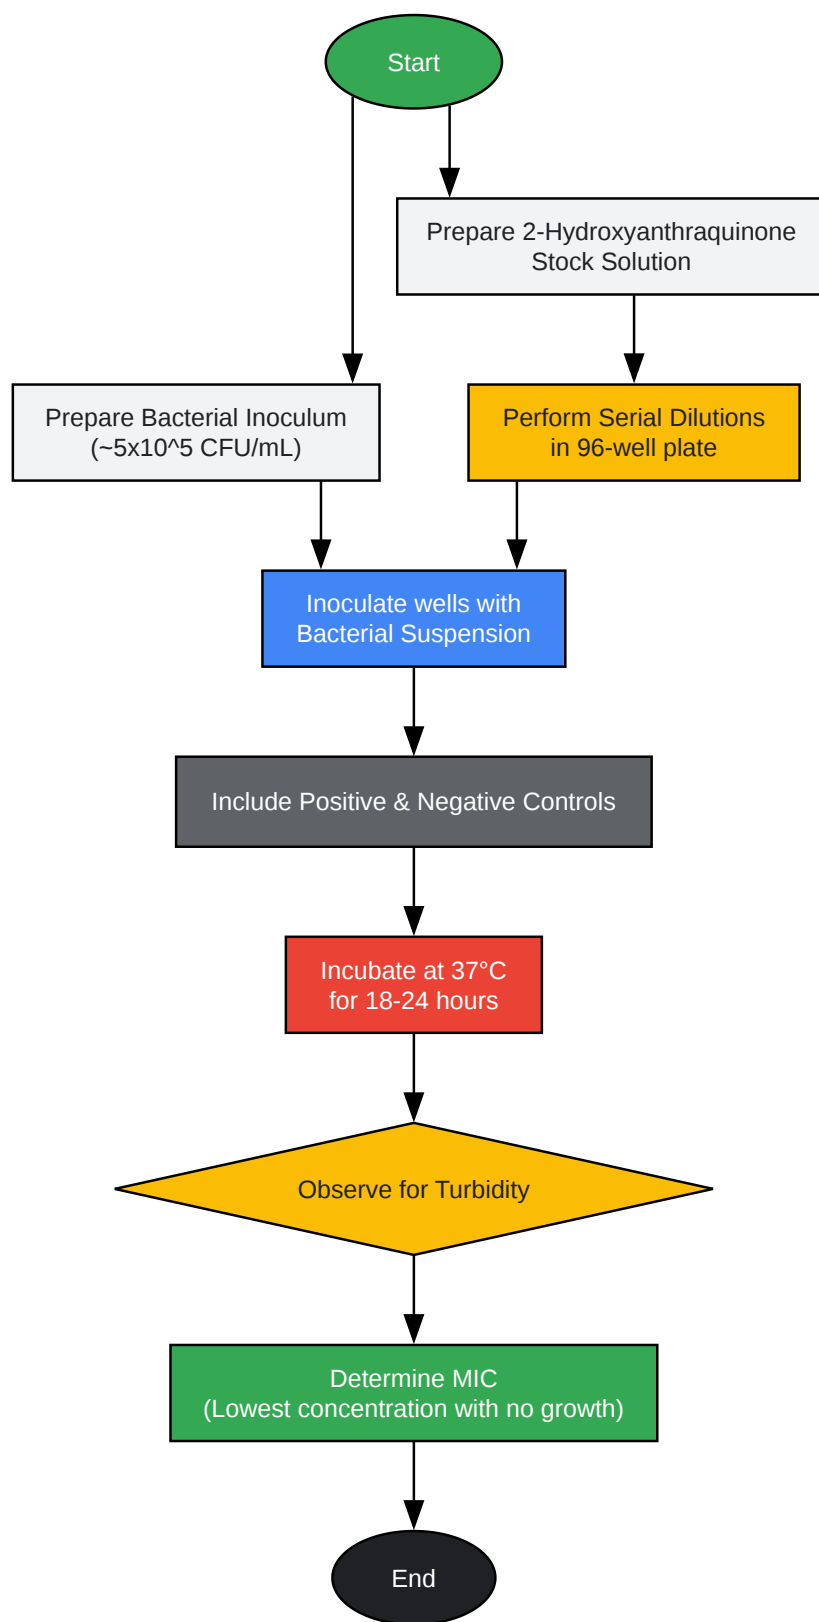 Start
Prepare 2-Hydroxyanthraquinone
Stock Solution
Prepare Bacterial Inoculum
(~5x10^5 CFU/mL)
Perform Serial Dilutions
in 96-well plate
Inoculate wells with
Bacterial Suspension
Include Positive & Negative Controls
Incubate at 37°C
for 18-24 hours
Observe for Turbidity
Determine MIC
(Lowest concentration with no growth)
End